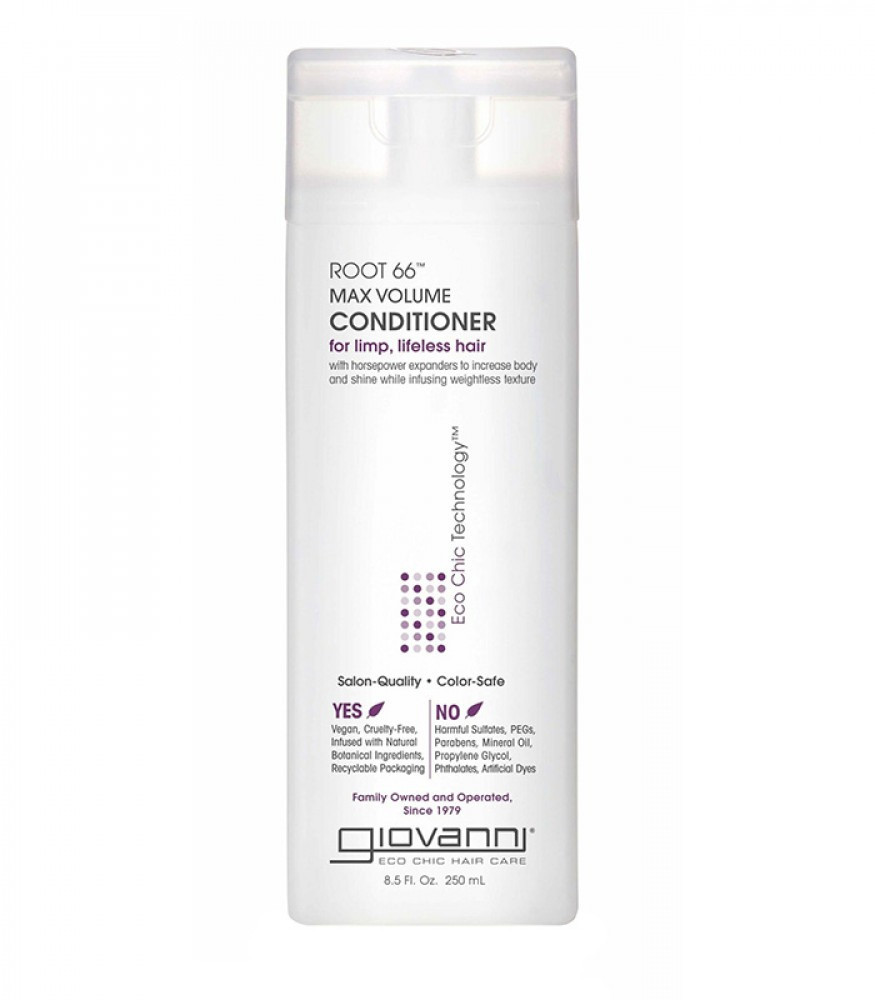 ROOT 66™
MAX VOLUME
CONDITIONER
for limp, lifeless hair
with horsepower expanders to increase body
and shine while infusing weightless texture
Eco Chic Technology™
Salon-Quality • Color-Safe
YES
Vegan, Cruelty-Free,
Infused with Natural
Botanical Ingredients,
Recyclable Packaging
NO
Harmful Sulfates, PEGs,
Parabens, Mineral Oil,
Propylene Glycol,
Phthalates, Artificial Dyes
Family Owned and Operated,
Since 1979
giovanni®
ECO CHIC HAIR CARE
8.5 Fl. Oz. 250 mL